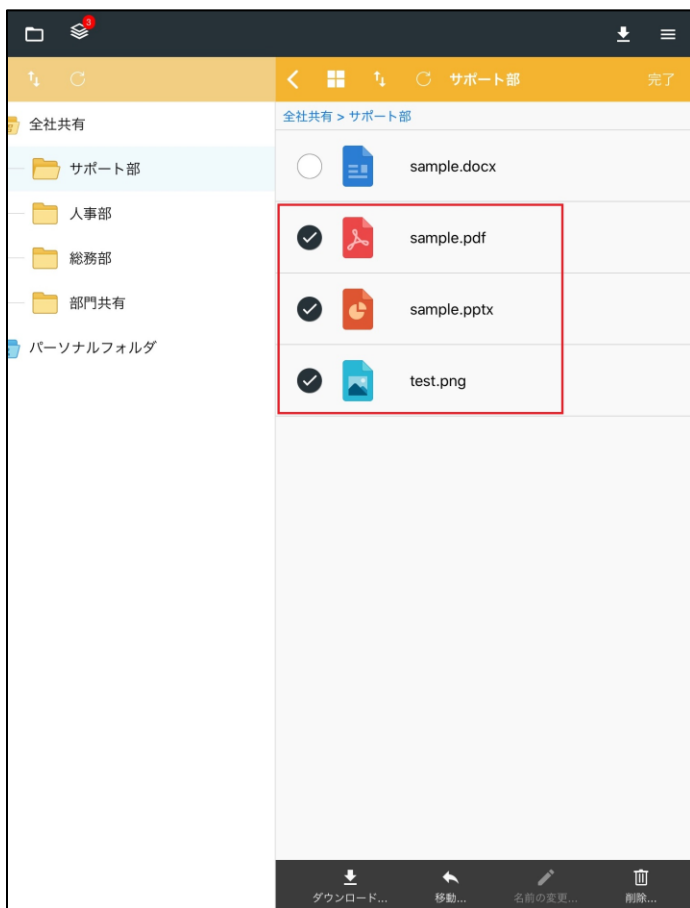 3
サポート部
完了
全社共有
サポート部
人事部
総務部
部門共有
パーソナルフォルダ
全社共有 > サポート部
sample.docx
sample.pdf
sample.pptx
test.png
ダウンロード...
移動...
名前の変更...
削除...